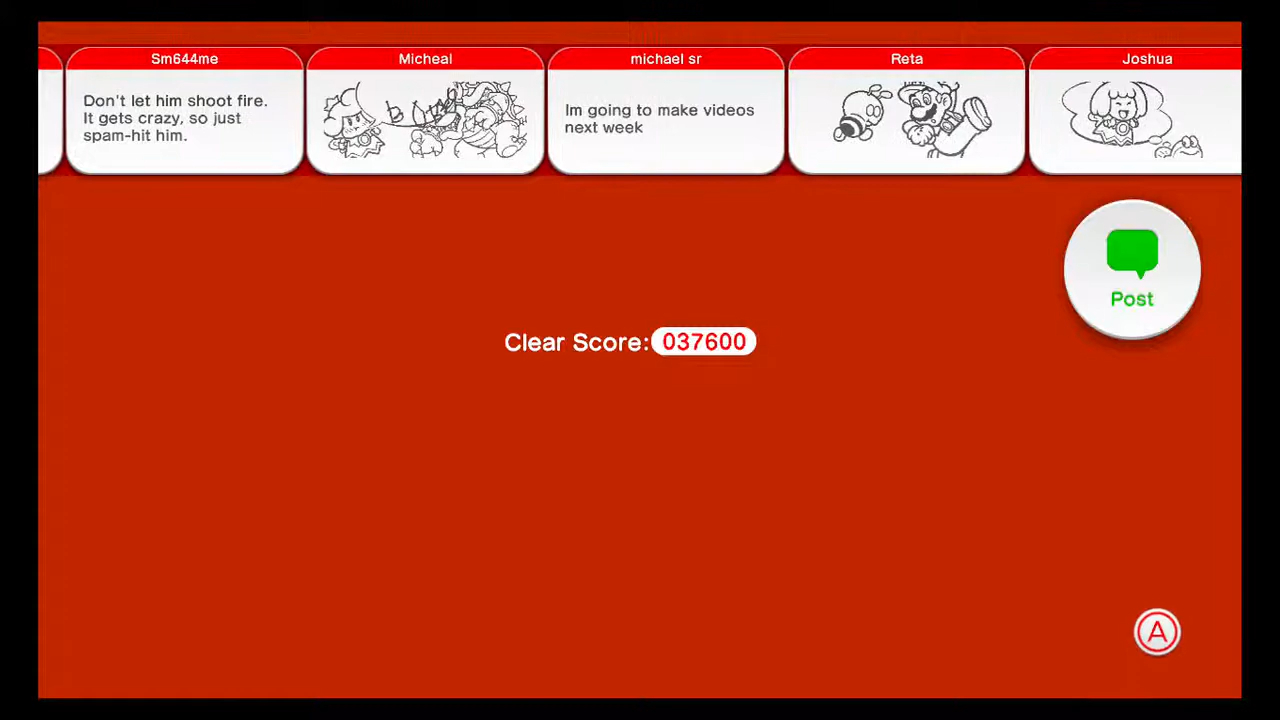 Sm644me
Don't let him shoot fire.
It gets crazy, so just
spam-hit him.
Micheal
michael sr
Im going to make videos
next week
Reta
Joshua
Post
Clear Score: 037600
A